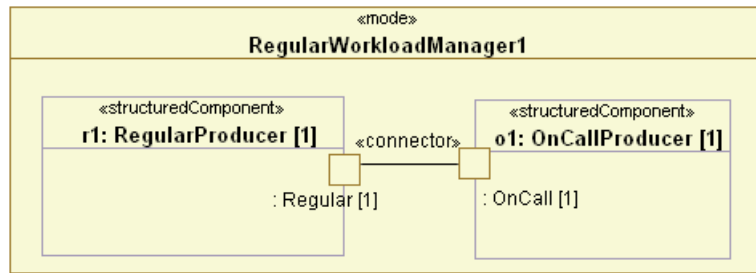 «mode»
RegularWorkloadManager1
«structuredComponent»
r1: RegularProducer [1]
«connector»
«structuredComponent»
o1: OnCallProducer [1]
: Regular [1]
: OnCall [1]